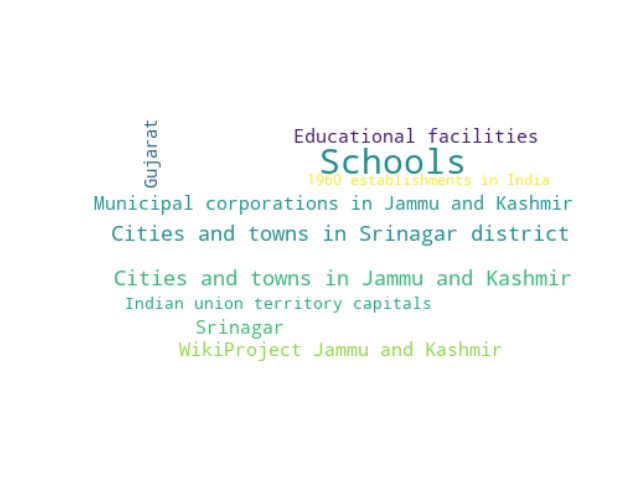 Gujarat
Educational facilities
Schools
1960 establishments in India
Municipal corporations in Jammu and Kashmir
Cities and towns in Srinagar district
Cities and towns in Jammu and Kashmir
Indian union territory capitals
Srinagar
WikiProject Jammu and Kashmir